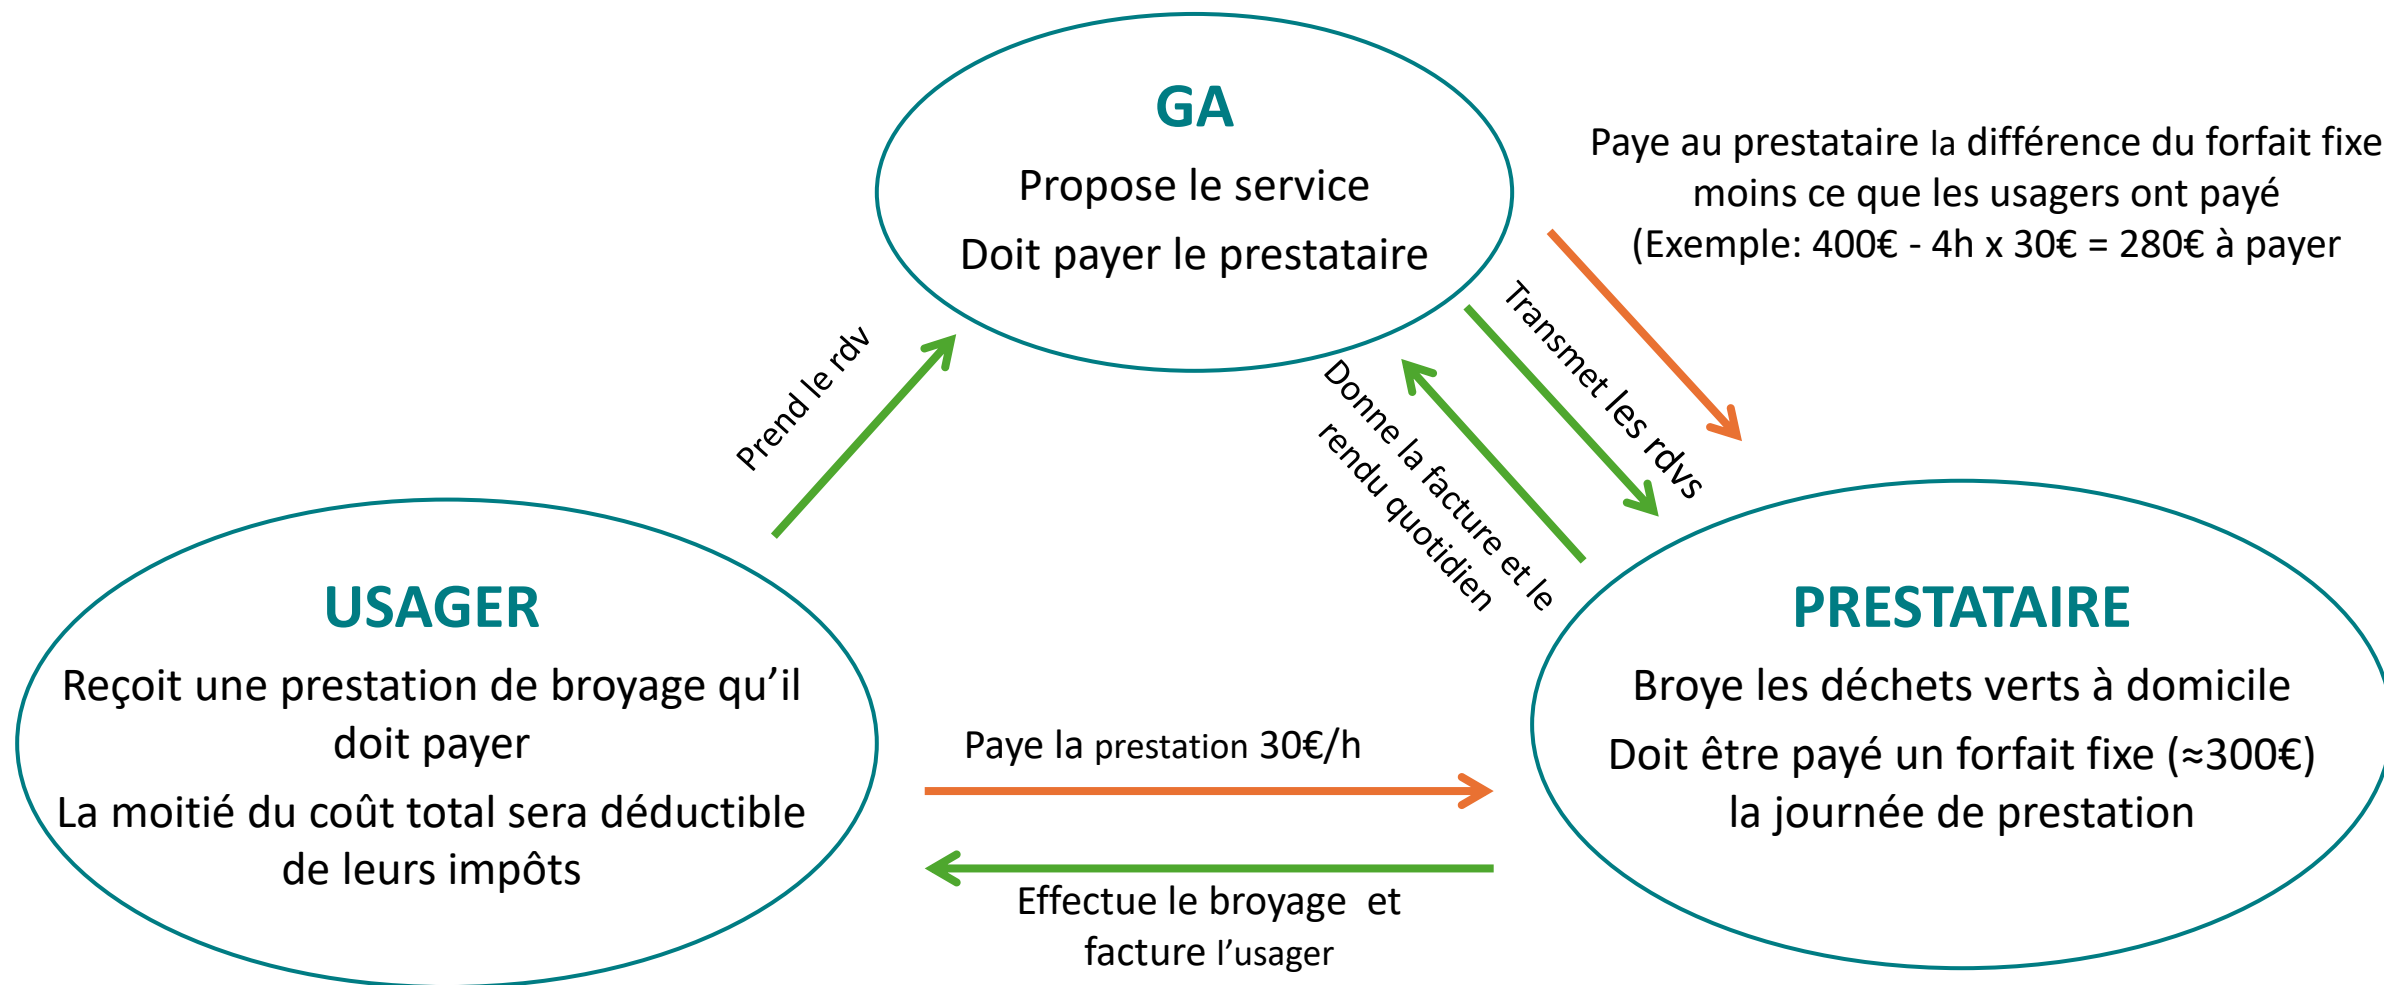 GA
Propose le service
Doit payer le prestataire
Paye au prestataire la différence du forfait fixe
moins ce que les usagers ont payé
(Exemple: 400€ - 4h x 30€ = 280€ à payer
Prend le rdv
Transmet les rdvs
Donne la facture et le
rendu quotidien
USAGER
Reçoit une prestation de broyage qu’il
doit payer
La moitié du coût total sera déductible
de leurs impôts
Paye la prestation 30€/h
Effectue le broyage et
facture l’usager
PRESTATAIRE
Broye les déchets verts à domicile
Doit être payé un forfait fixe (≈300€)
la journée de prestation